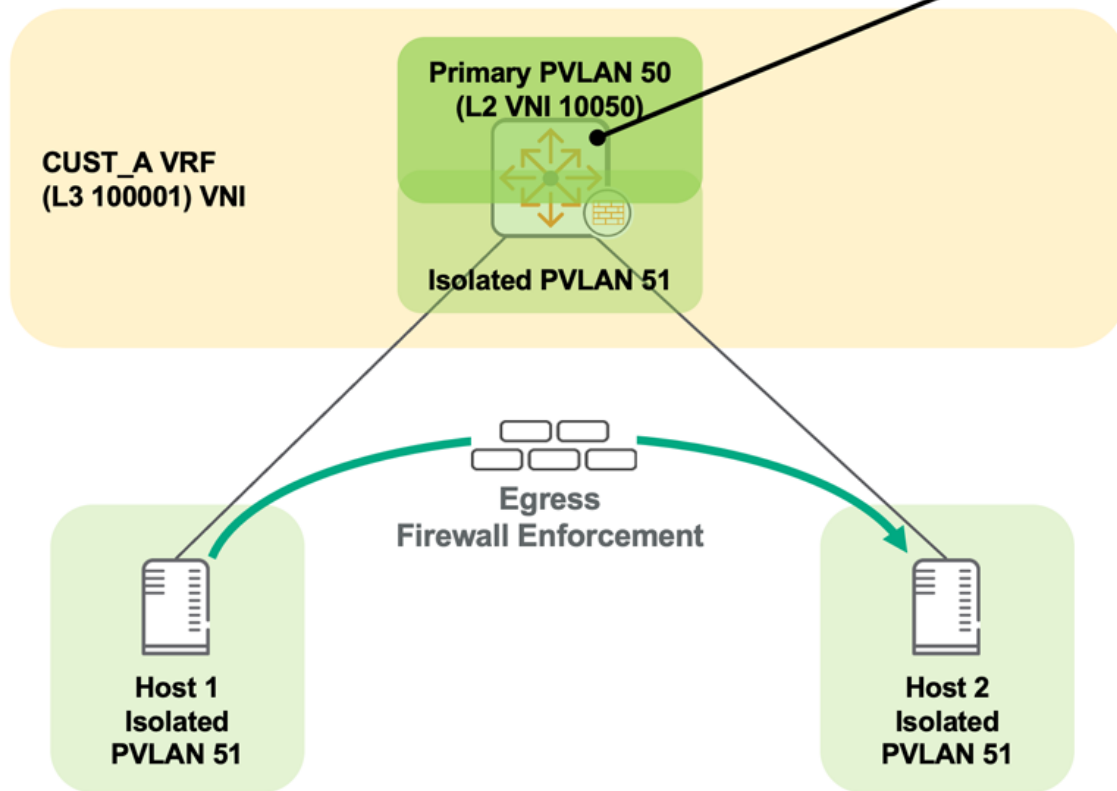 Primary PVLAN 50
(L2 VNI 10050)
CUST_A VRF
(L3 100001) VNI
Isolated PVLAN 51
Egress
Firewall Enforcement
Host 1
Isolated
PVLAN 51
Host 2
Isolated
PVLAN 51